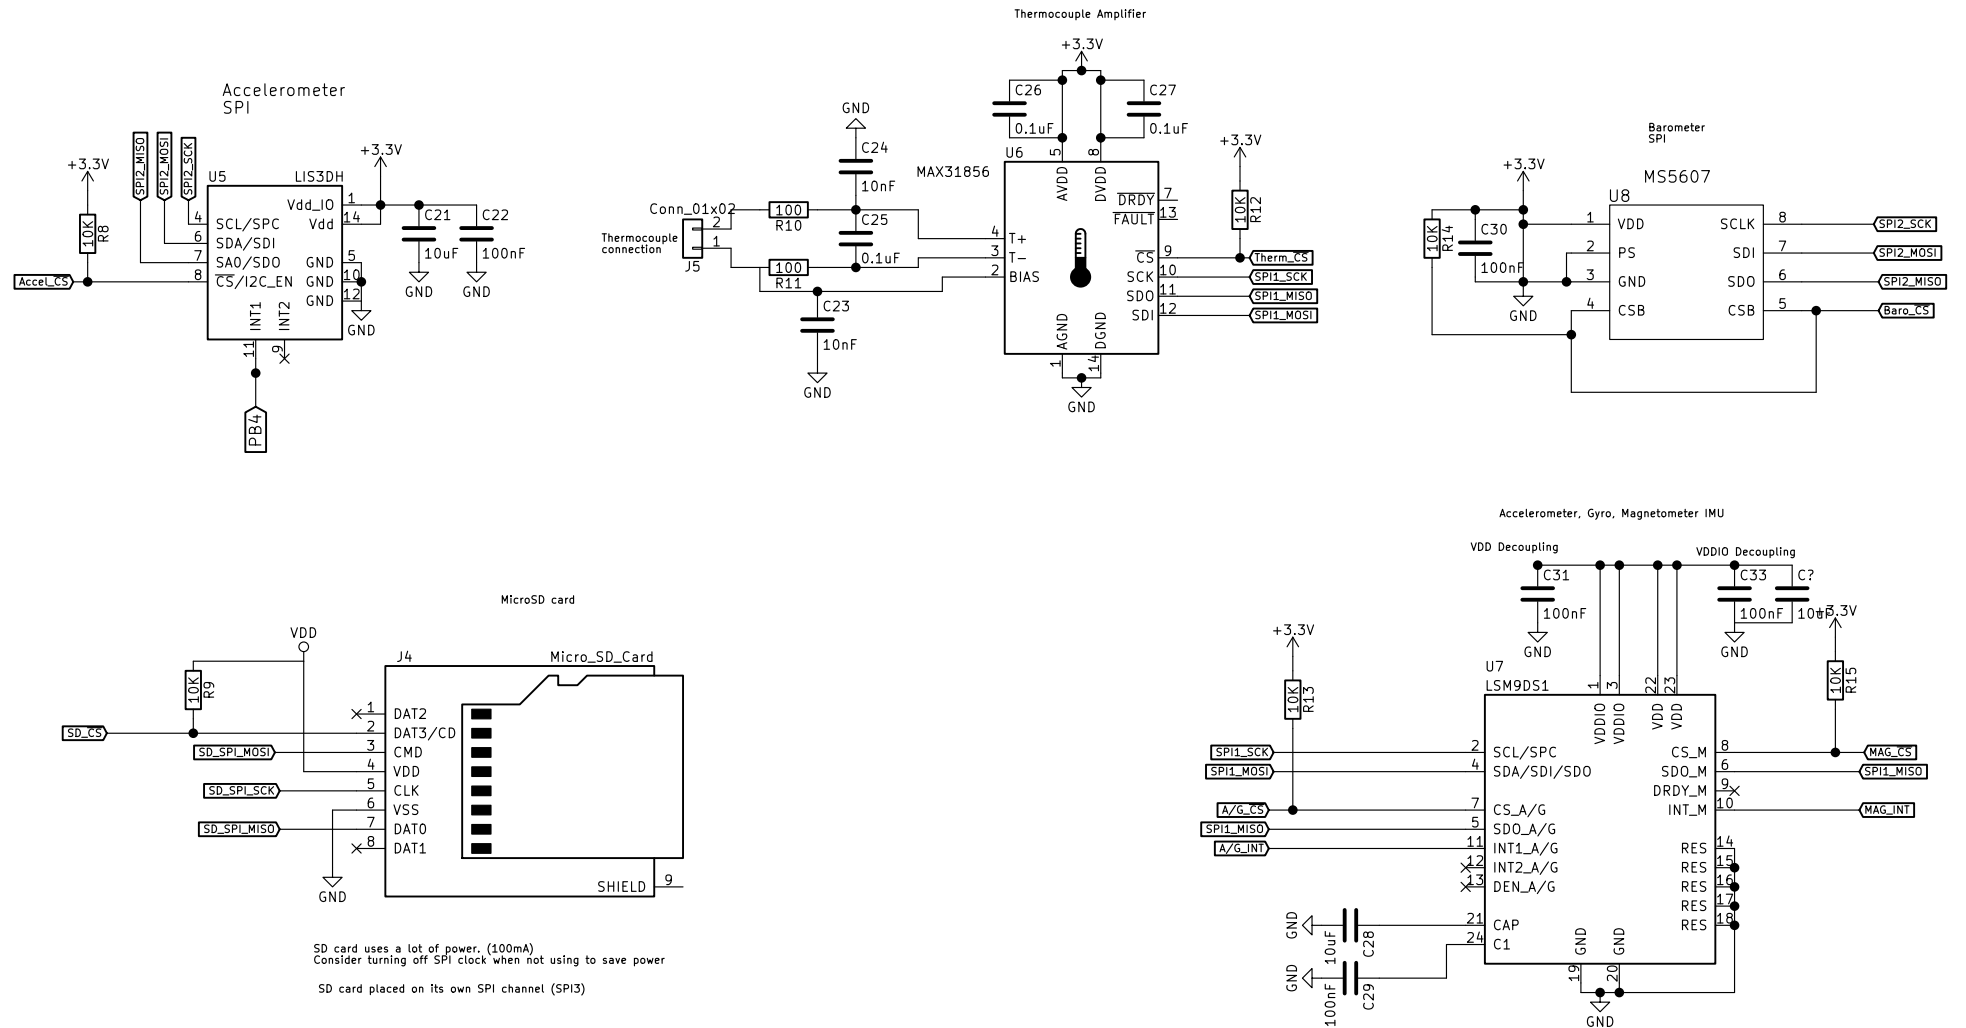 Accelerometer
SPI
+3.3V
SPI2_MISO
SPI2_MOSI
SPI2_SCK
+3.3V
U5
LIS3DH
10K
R8
Vdd_IO
1
Vdd
14
4
SCL/SPC
6
SDA/SDI
7
SA0/SDO
8
CS/I2C_EN
GND
5
GND
10
GND
12
GND
Accel_CS
INT1
INT2
11
9
PB4
C21
10uF
GND
C22
100nF
GND
Thermocouple Amplifier
+3.3V
C26
0.1uF
C27
0.1uF
GND
C24
10nF
MAX31856
U6
5
8
AVDD
DVDD
Conn_01x02
Thermocouple
connection
2
1
J5
100
R10
100
R11
C25
0.1uF
C23
10nF
GND
4
T+
3
T−
2
BIAS
DRDY
7
FAULT
13
CS
9
SCK
10
SDO
11
SDI
12
AGND
DGND
1
14
GND
+3.3V
10K
R12
Therm_CS
SPI1_SCK
SPI1_MISO
SPI1_MOSI
Barometer
SPI
+3.3V
MS5607
U8
10K
R14
C30
100nF
GND
1
VDD
2
PS
3
GND
4
CSB
SCLK
8
SDI
7
SDO
6
CSB
5
SPI2_SCK
SPI2_MOSI
SPI2_MISO
Baro_CS
MicroSD card
VDD
J4
Micro_SD_Card
10K
R9
SD_CS
SD_SPI_MOSI
SD_SPI_SCK
SD_SPI_MISO
1
DAT2
2
DAT3/CD
3
CMD
4
VDD
5
CLK
6
VSS
7
DAT0
8
DAT1
GND
SHIELD
9
SD card uses a lot of power. (100mA)
Consider turning off SPI clock when not using to save power
SD card placed on its own SPI channel (SPI3)
Accelerometer, Gyro, Magnetometer IMU
VDD Decoupling
VDDIO Decoupling
C31
100nF
GND
C33
100nF
GND
C?
10uF
+3.3V
10K
R15
+3.3V
10K
R13
U7
LSM9DS1
1
3
22
23
VDDIO
VDDIO
VDD
VDD
SPI1_SCK
2
SCL/SPC
SPI1_MOSI
4
SDA/SDI/SDO
A/G_CS
7
CS_A/G
SPI1_MISO
5
SDO_A/G
A/G_INT
11
INT1_A/G
12
INT2_A/G
13
DEN_A/G
21
CAP
24
C1
CS_M
8
MAG_CS
SDO_M
6
SPI1_MISO
DRDY_M
9
INT_M
10
MAG_INT
RES
14
RES
15
RES
16
RES
17
RES
18
GND
GND
19
20
GND
GND
10uF
C28
GND
100nF
C29